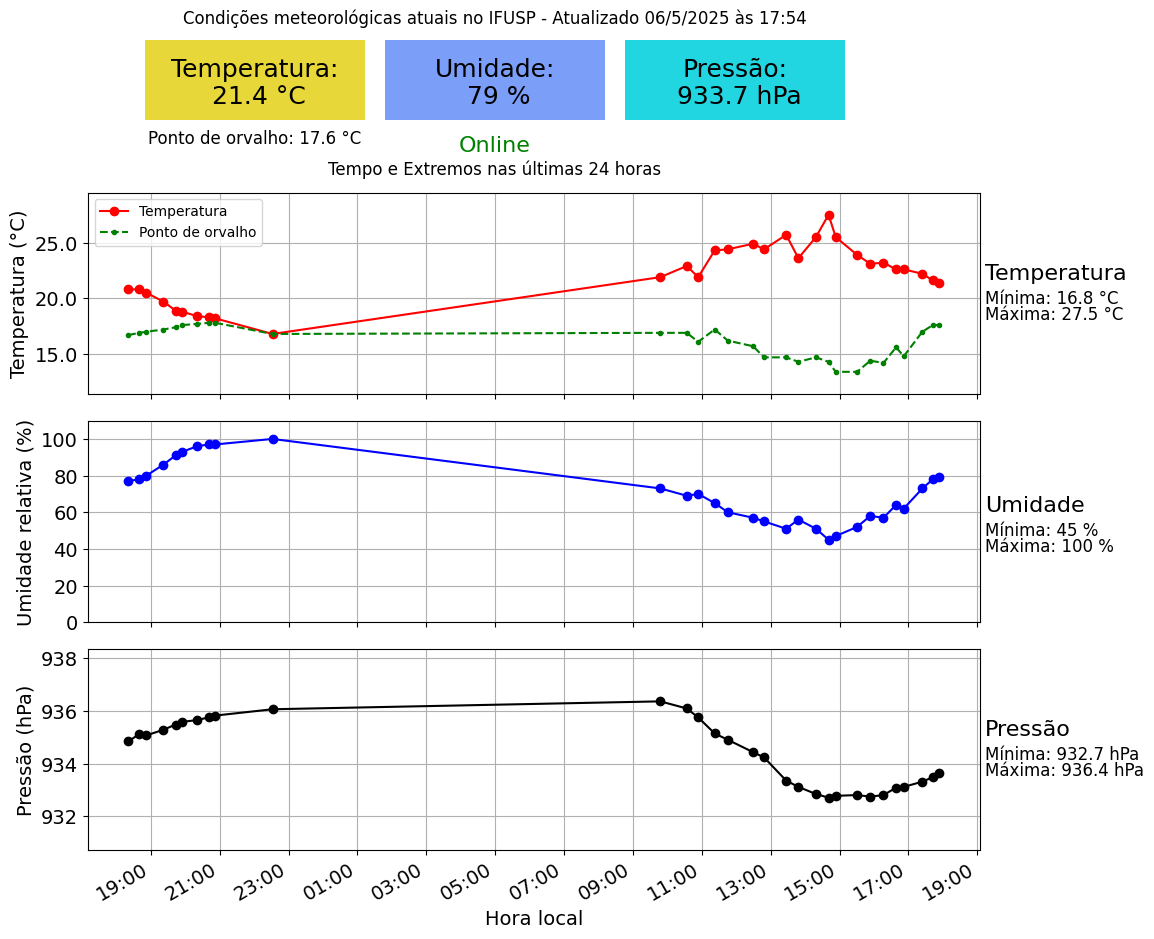 Condições meteorológicas atuais no IFUSP - Atualizado 06/5/2025 às 17:54
Temperatura:
21.4 °C
Umidade:
79 %
Pressão:
933.7 hPa
Ponto de orvalho: 17.6 °C
Online
Tempo e Extremos nas últimas 24 horas
Temperatura (°C)
25.0
20.0
15.0
Temperatura
Ponto de orvalho
Temperatura
Mínima: 16.8 °C
Máxima: 27.5 °C
Umidade relativa (%)
100
80
60
40
20
0
Umidade
Mínima: 45 %
Máxima: 100 %
Pressão (hPa)
938
936
934
932
Pressão
Mínima: 932.7 hPa
Máxima: 936.4 hPa
19:00
21:00
23:00
01:00
03:00
05:00
07:00
09:00
11:00
13:00
15:00
17:00
19:00
Hora local